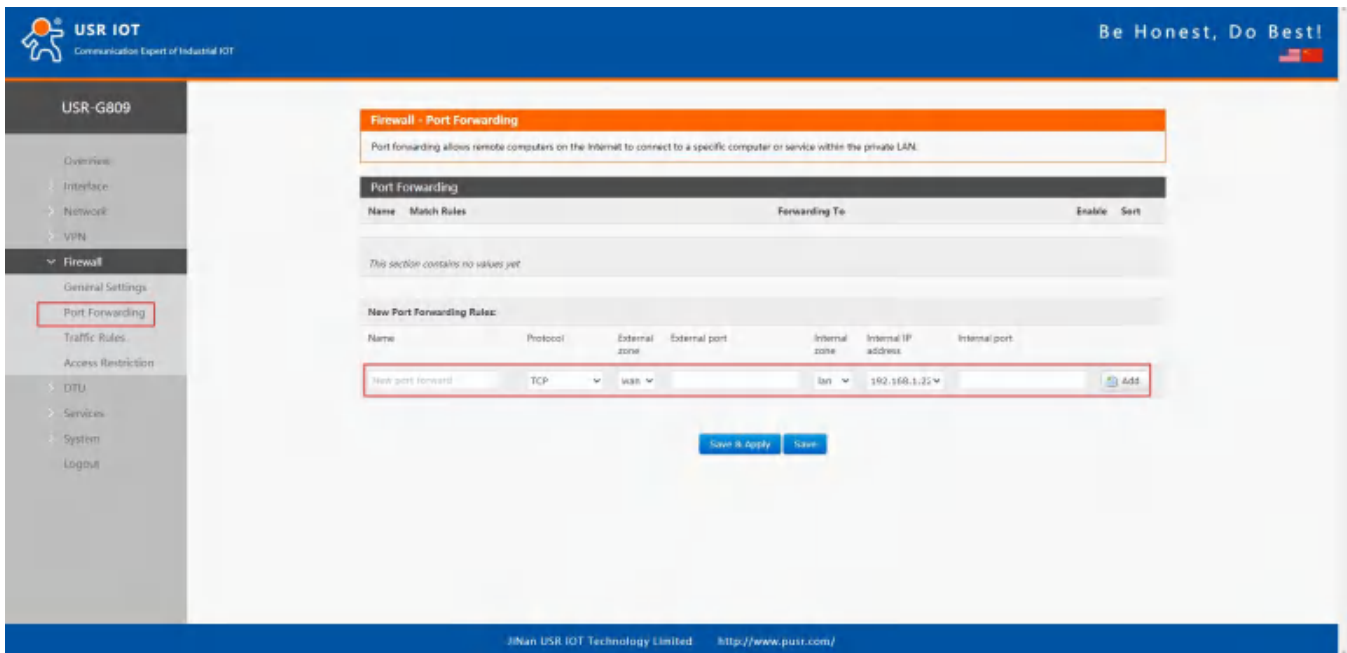 USR IOT
Communication Expert of Industrial IOT
Be Honest, Do Best!
USR-G809
Overview
Interface
Network
VPN
Firewall
General Settings
Port Forwarding
Traffic Rules
Access Restriction
DTU
Services
System
Logout
Firewall - Port Forwarding
Port forwarding allows remote computers on the Internet to connect to a specific computer or service within the private LAN.
Port Forwarding
Name Match Rules Forwarding To Enable Sort
This section contains no values yet
New Port Forwarding Rules:
Name Protocol External zone External port Internal zone Internal IP address Internal port
New port forward TCP wan lan 192.168.1.22 Add
Save & Apply Save
JiNan USR IOT Technology Limited http://www.pusr.com/